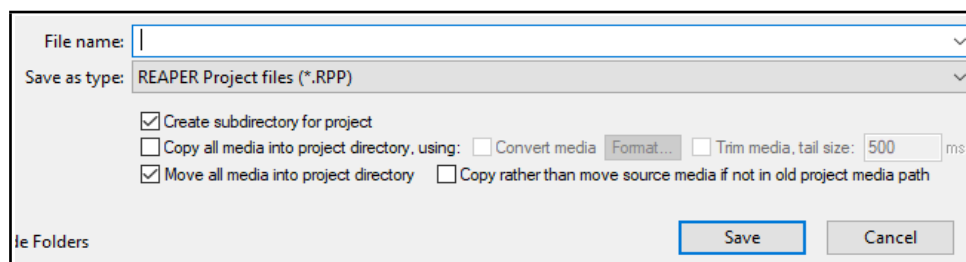 File name:
Save as type: REAPER Project files (*.RPP)
Create subdirectory for project
Copy all media into project directory, using: Convert media Format... Trim media, tail size: 500 ms
Move all media into project directory Copy rather than move source media if not in old project media path
de Folders Save Cancel